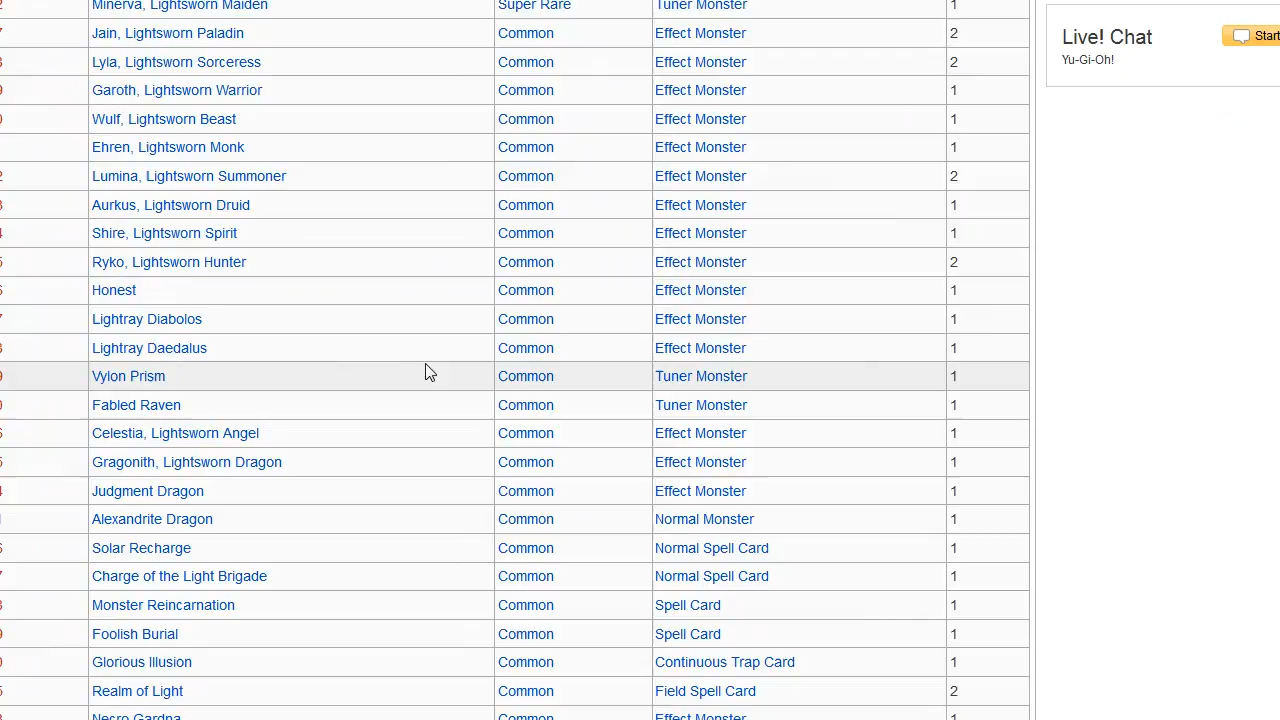 Minerva, Lightsworn Maiden Super Rare Tuner Monster 1
Jain, Lightsworn Paladin Common Effect Monster 2
Lyla, Lightsworn Sorceress Common Effect Monster 2
Garoth, Lightsworn Warrior Common Effect Monster 1
Wulf, Lightsworn Beast Common Effect Monster 1
Ehren, Lightsworn Monk Common Effect Monster 1
Lumina, Lightsworn Summoner Common Effect Monster 2
Aurkus, Lightsworn Druid Common Effect Monster 1
Shire, Lightsworn Spirit Common Effect Monster 1
Ryko, Lightsworn Hunter Common Effect Monster 2
Honest Common Effect Monster 1
Lightray Diabolos Common Effect Monster 1
Lightray Daedalus Common Effect Monster 1
Vylon Prism Common Tuner Monster 1
Fabled Raven Common Tuner Monster 1
Celestia, Lightsworn Angel Common Effect Monster 1
Gragonith, Lightsworn Dragon Common Effect Monster 1
Judgment Dragon Common Effect Monster 1
Alexandrite Dragon Common Normal Monster 1
Solar Recharge Common Normal Spell Card 1
Charge of the Light Brigade Common Normal Spell Card 1
Monster Reincarnation Common Spell Card 1
Foolish Burial Common Spell Card 1
Glorious Illusion Common Continuous Trap Card 1
Realm of Light Common Field Spell Card 2
Necro Gardna Common Effect Monster 1
Live! Chat
Start
Yu-Gi-Oh!